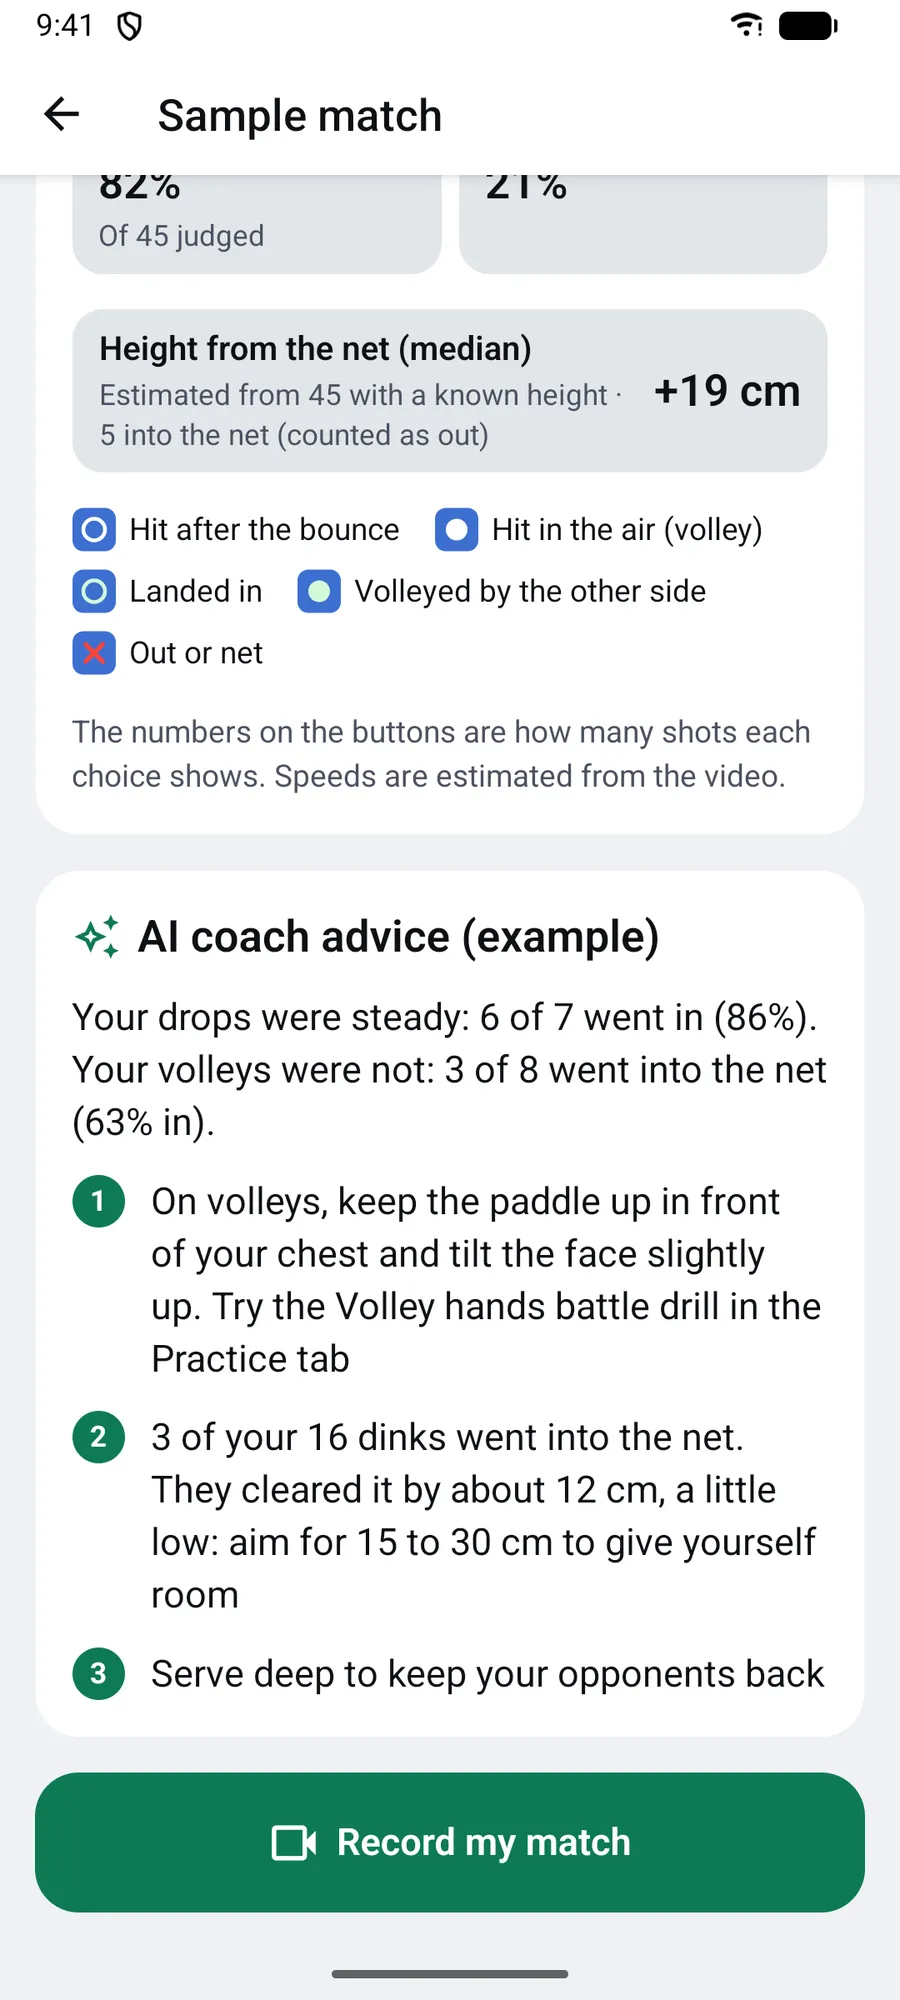 9:41
Sample match
82%
21%
Of 45 judged
Height from the net (median)
Estimated from 45 with a known height ·
5 into the net (counted as out)
+19 cm
Hit after the bounce
Hit in the air (volley)
Landed in
Volleyed by the other side
Out or net
The numbers on the buttons are how many shots each
choice shows. Speeds are estimated from the video.
AI coach advice (example)
Your drops were steady: 6 of 7 went in (86%).
Your volleys were not: 3 of 8 went into the net
(63% in).
1 On volleys, keep the paddle up in front
of your chest and tilt the face slightly
up. Try the Volley hands battle drill in the
Practice tab
2 3 of your 16 dinks went into the net.
They cleared it by about 12 cm, a little
low: aim for 15 to 30 cm to give yourself
room
3 Serve deep to keep your opponents back
Record my match